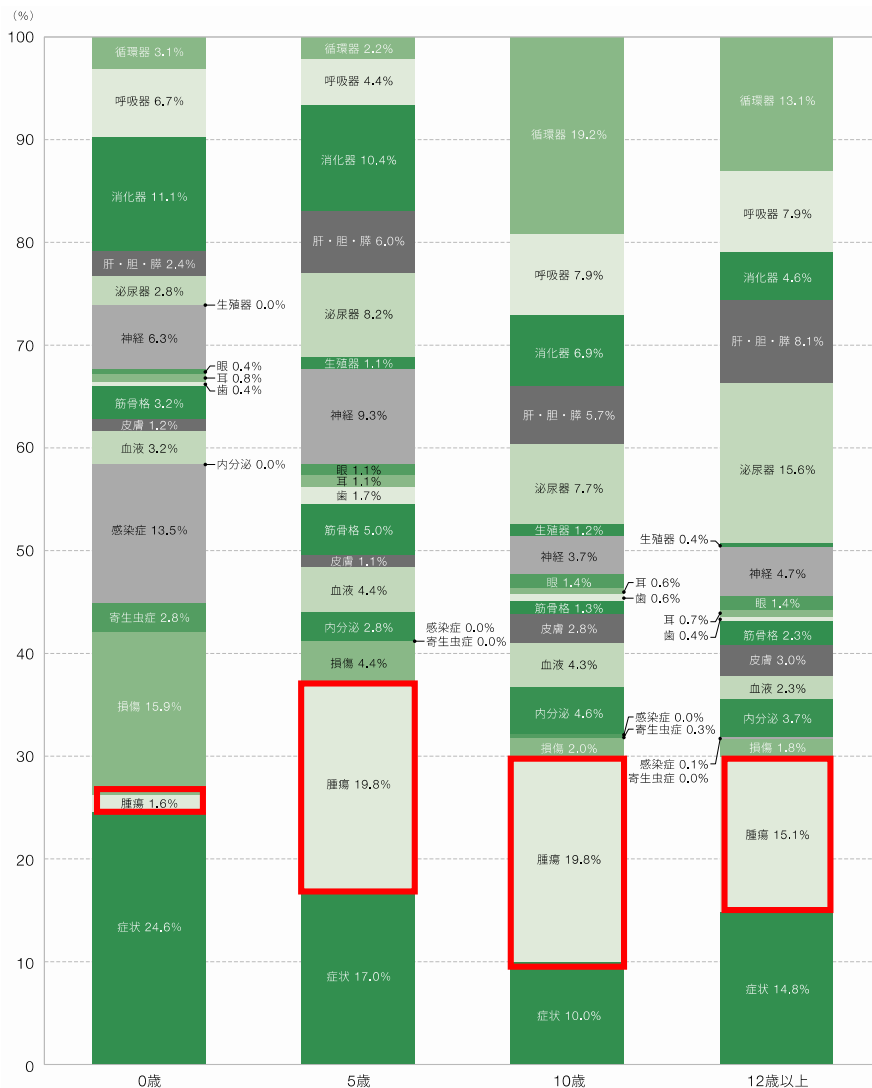 （%）
100
90
80
70
60
50
40
30
20
10
0
循環器 3.1%
呼吸器 6.7%
消化器 11.1%
肝・胆・膵 2.4%
泌尿器 2.8%
生殖器 0.0%
神経 6.3%
眼 0.4%
耳 0.8%
歯 0.4%
筋骨格 3.2%
皮膚 1.2%
血液 3.2%
内分泌 0.0%
感染症 13.5%
寄生虫症 2.8%
損傷 15.9%
腫瘍 1.6%
症状 24.6%
0歳
循環器 2.2%
呼吸器 4.4%
消化器 10.4%
肝・胆・膵 6.0%
泌尿器 8.2%
生殖器 1.1%
神経 9.3%
眼 1.1%
耳 1.1%
歯 1.7%
筋骨格 5.0%
皮膚 1.1%
血液 4.4%
内分泌 2.8%
感染症 0.0%
寄生虫症 0.0%
損傷 4.4%
腫瘍 19.8%
症状 17.0%
5歳
循環器 19.2%
呼吸器 7.9%
消化器 6.9%
肝・胆・膵 5.7%
泌尿器 7.7%
生殖器 1.2%
神経 3.7%
眼 1.4%
耳 0.6%
歯 0.6%
筋骨格 1.3%
皮膚 2.8%
血液 4.3%
内分泌 4.6%
感染症 0.0%
寄生虫症 0.3%
損傷 2.0%
腫瘍 19.8%
症状 10.0%
10歳
循環器 13.1%
呼吸器 7.9%
消化器 4.6%
肝・胆・膵 8.1%
泌尿器 15.6%
生殖器 0.4%
神経 4.7%
眼 1.4%
耳 0.7%
歯 0.4%
筋骨格 2.3%
皮膚 3.0%
血液 2.3%
内分泌 3.7%
感染症 0.1%
寄生虫症 0.0%
損傷 1.8%
腫瘍 15.1%
症状 14.8%
12歳以上